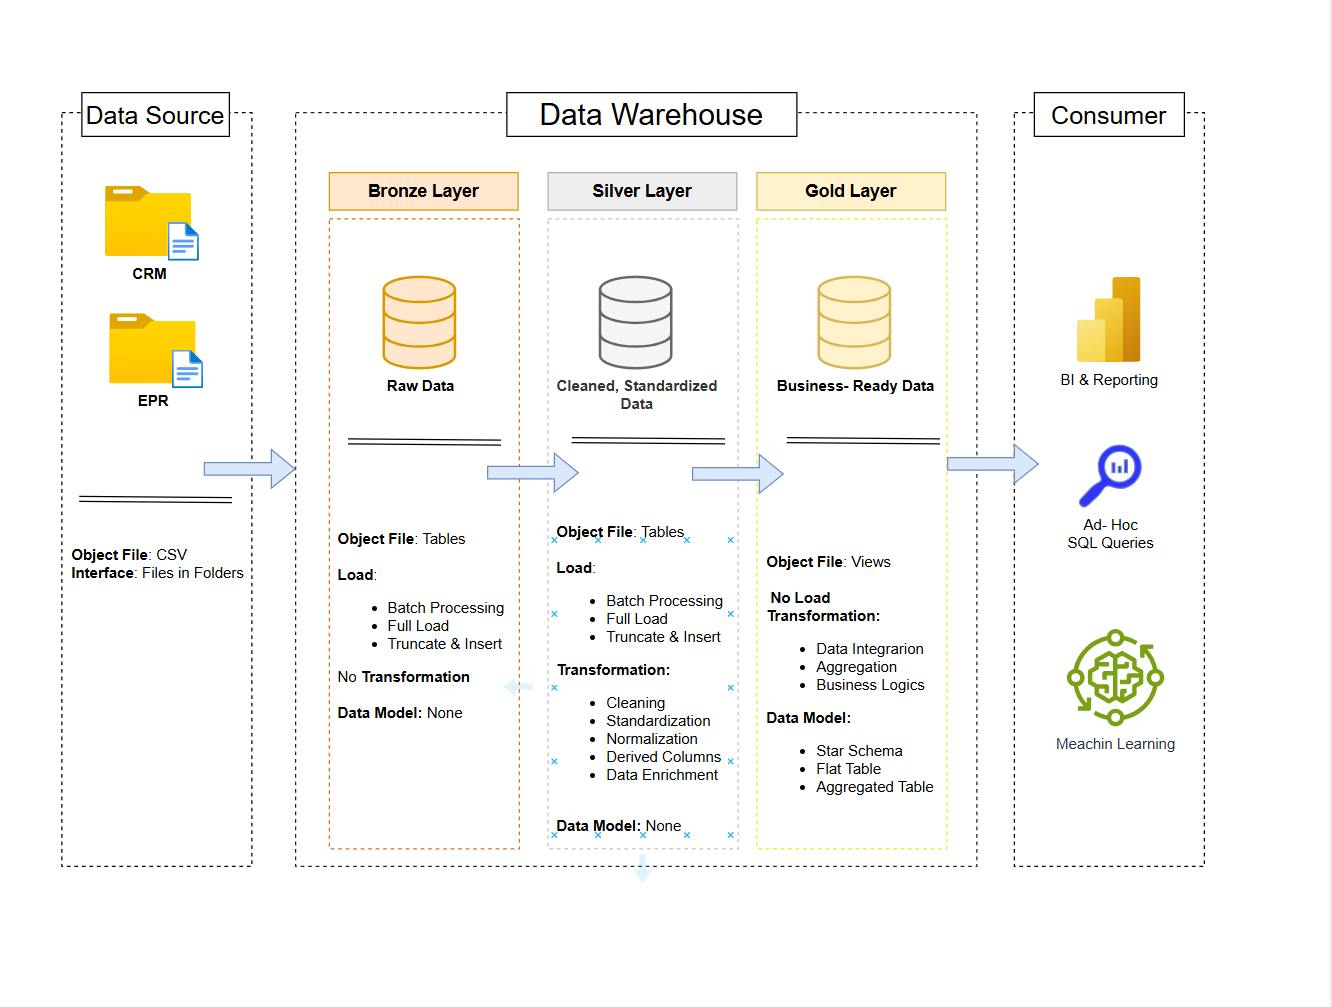 Data Source
CRM
EPR
Object File: CSV
Interface: Files in Folders
Data Warehouse
Bronze Layer
Raw Data
Object File: Tables
Load:
• Batch Processing
• Full Load
• Truncate & Insert
No Transformation
Data Model: None
Silver Layer
Cleaned, Standardized
Data
Object File: Tables
Load:
• Batch Processing
• Full Load
• Truncate & Insert
Transformation:
• Cleaning
• Standardization
• Normalization
• Derived Columns
• Data Enrichment
Data Model: None
Gold Layer
Business- Ready Data
Object File: Views
No Load
Transformation:
• Data Integrarion
• Aggregation
• Business Logics
Data Model:
• Star Schema
• Flat Table
• Aggregated Table
Consumer
BI & Reporting
Ad- Hoc
SQL Queries
Meachin Learning